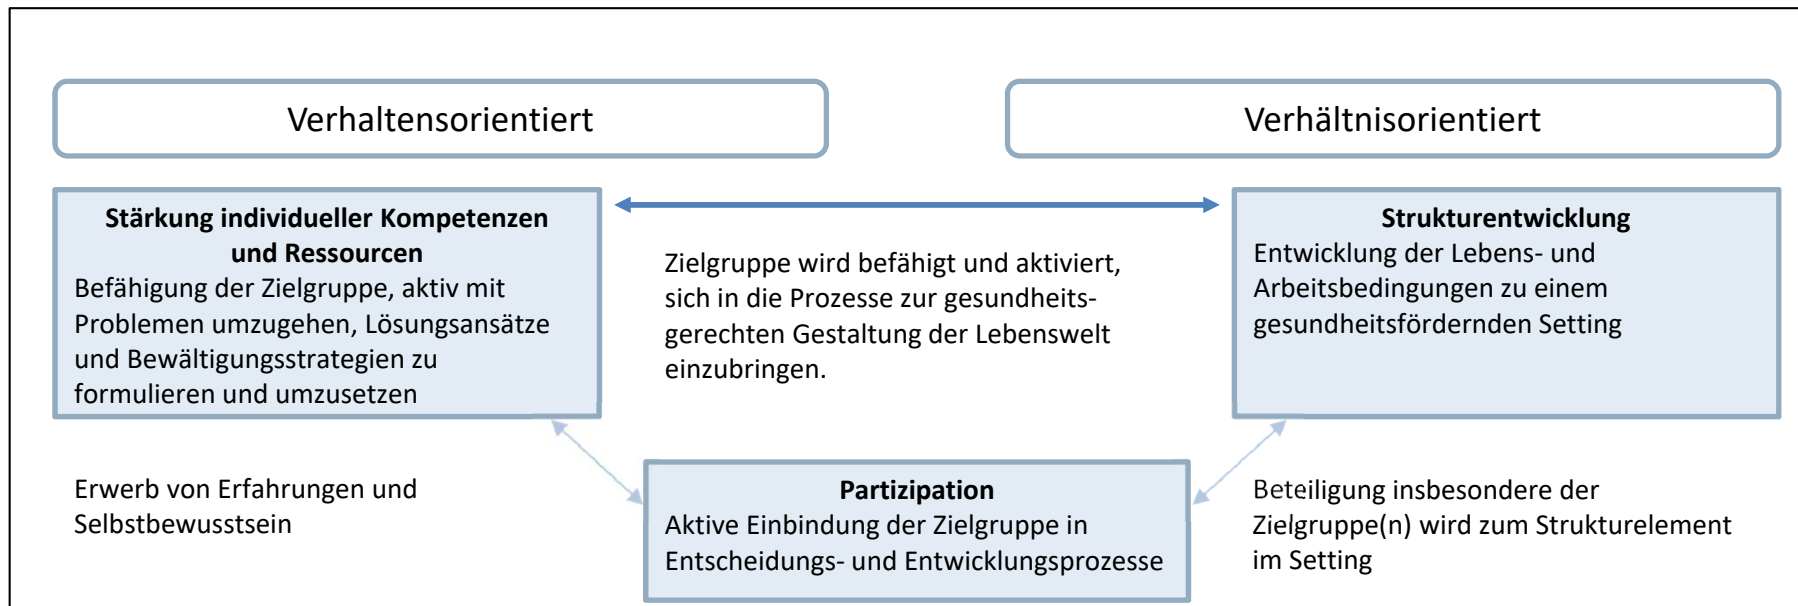 Verhaltensorientiert
Verhältnisorientiert
Stärkung individueller Kompetenzen
und Ressourcen
Befähigung der Zielgruppe, aktiv mit
Problemen umzugehen, Lösungsansätze
und Bewältigungsstrategien zu
formulieren und umzusetzen
Zielgruppe wird befähigt und aktiviert,
sich in die Prozesse zur gesundheits-
gerechten Gestaltung der Lebenswelt
einzubringen.
Strukturentwicklung
Entwicklung der Lebens- und
Arbeitsbedingungen zu einem
gesundheitsfördernden Setting
Erwerb von Erfahrungen und
Selbstbewusstsein
Partizipation
Aktive Einbindung der Zielgruppe in
Entscheidungs- und Entwicklungsprozesse
Beteiligung insbesondere der
Zielgruppe(n) wird zum Strukturelement
im Setting